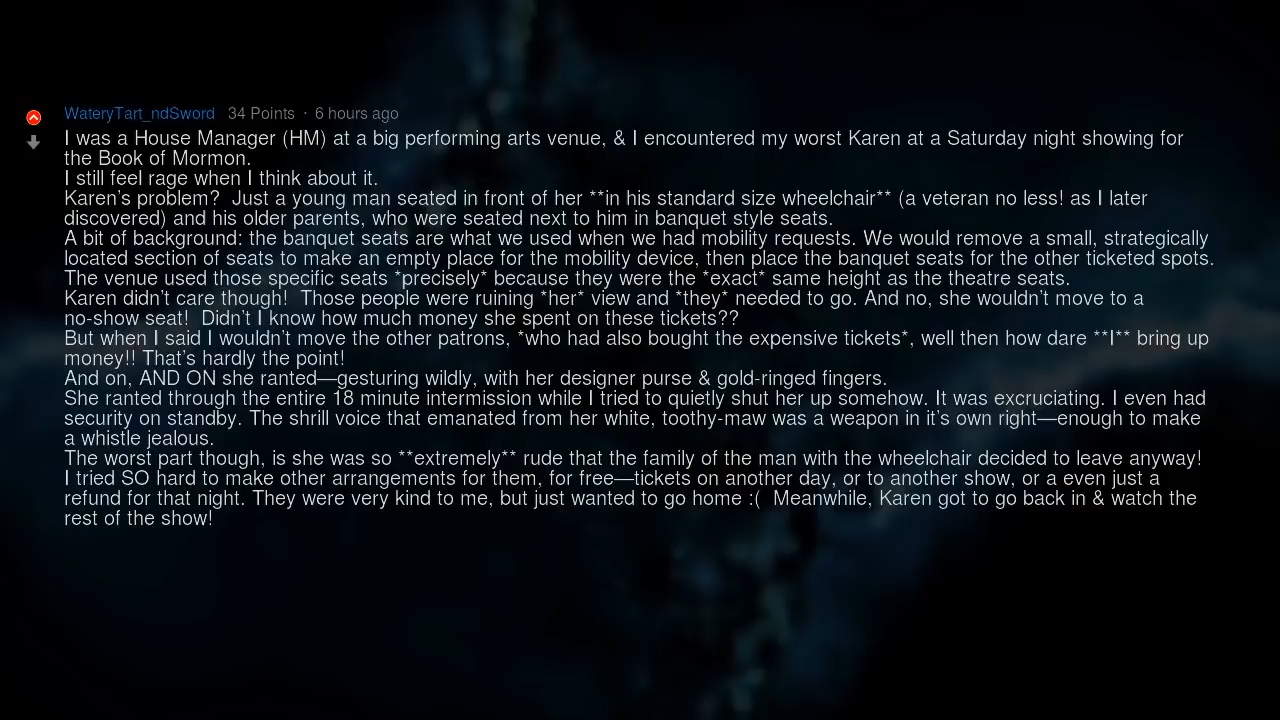 WateryTart_ndSword 34 Points · 6 hours ago
I was a House Manager (HM) at a big performing arts venue, & I encountered my worst Karen at a Saturday night showing for
the Book of Mormon.
I still feel rage when I think about it.
Karen's problem?  Just a young man seated in front of her **in his standard size wheelchair** (a veteran no less! as I later
discovered) and his older parents, who were seated next to him in banquet style seats.
A bit of background: the banquet seats are what we used when we had mobility requests. We would remove a small, strategically
located section of seats to make an empty place for the mobility device, then place the banquet seats for the other ticketed spots.
The venue used those specific seats *precisely* because they were the *exact* same height as the theatre seats.
Karen didn't care though!  Those people were ruining *her* view and *they* needed to go. And no, she wouldn't move to a
no-show seat!  Didn't I know how much money she spent on these tickets??
But when I said I wouldn't move the other patrons, *who had also bought the expensive tickets*, well then how dare **I** bring up
money!! That's hardly the point!
And on, AND ON she ranted—gesturing wildly, with her designer purse & gold-ringed fingers.
She ranted through the entire 18 minute intermission while I tried to quietly shut her up somehow. It was excruciating. I even had
security on standby. The shrill voice that emanated from her white, toothy-maw was a weapon in it's own right—enough to make
a whistle jealous.
The worst part though, is she was so **extremely** rude that the family of the man with the wheelchair decided to leave anyway!
I tried SO hard to make other arrangements for them, for free—tickets on another day, or to another show, or a even just a
refund for that night. They were very kind to me, but just wanted to go home :(  Meanwhile, Karen got to go back in & watch the
rest of the show!